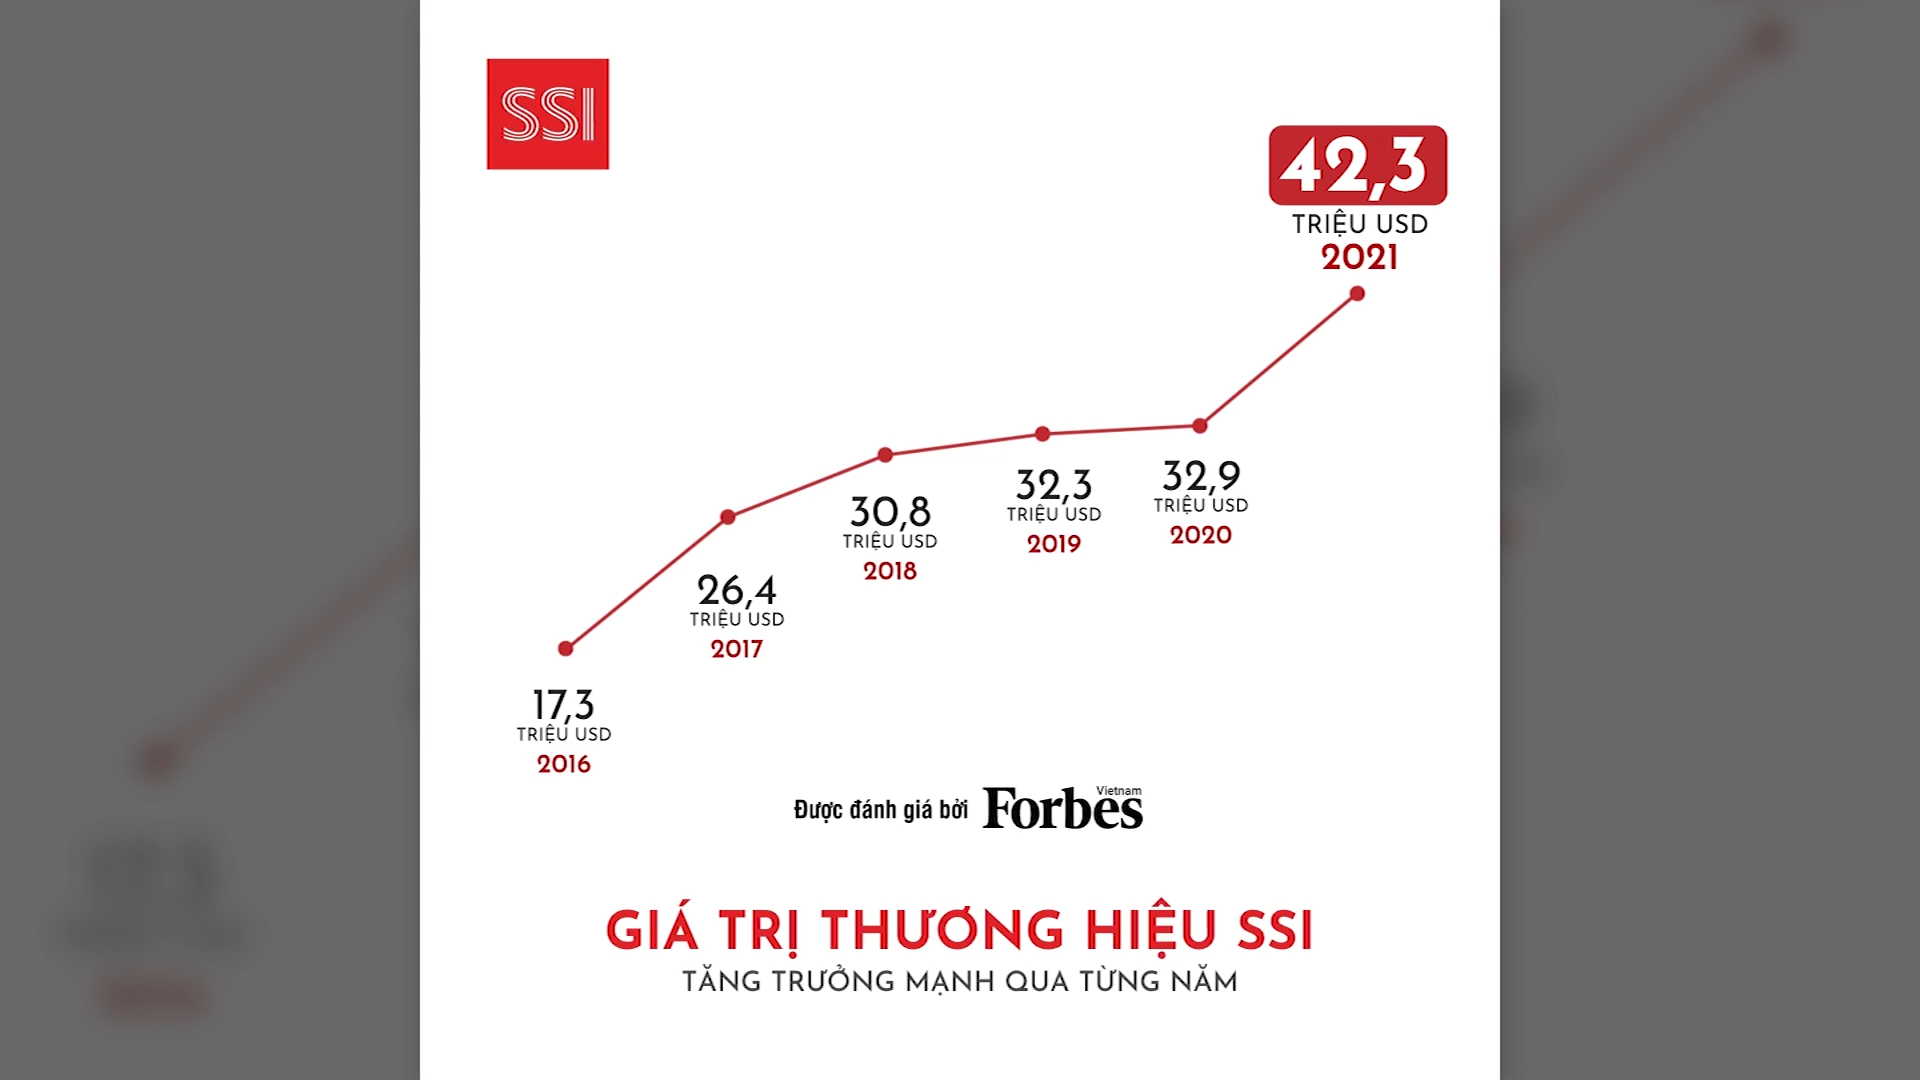 SSI
42,3
TRIỆU USD
2021
32,9
TRIỆU USD
2020
32,3
TRIỆU USD
2019
30,8
TRIỆU USD
2018
26,4
TRIỆU USD
2017
17,3
TRIỆU USD
2016
Được đánh giá bởi Forbes Vietnam
GIÁ TRỊ THƯƠNG HIỆU SSI
TĂNG TRƯỞNG MẠNH QUA TỪNG NĂM